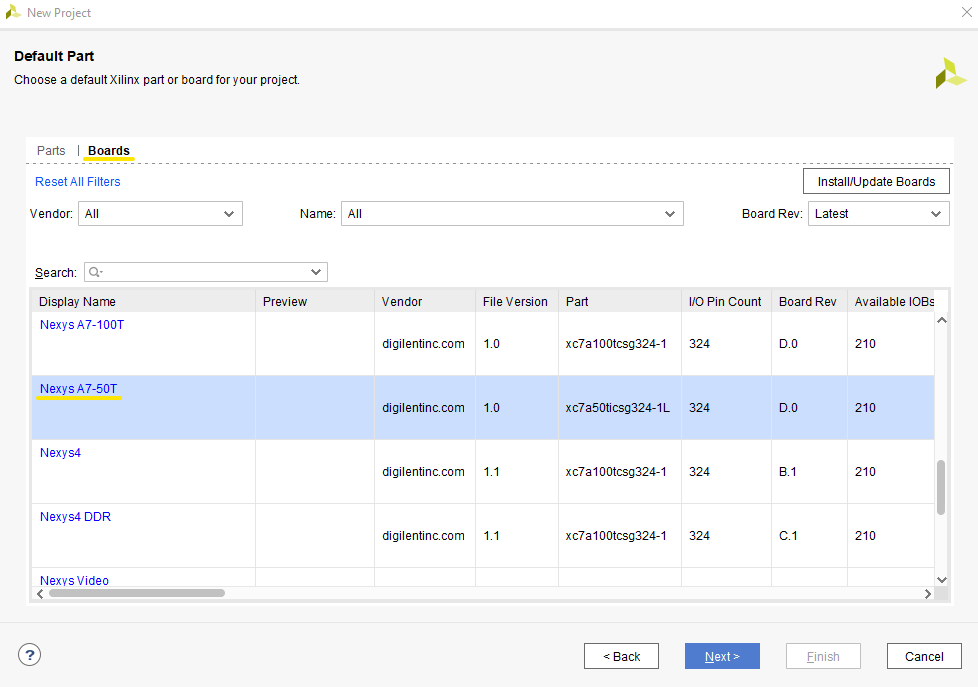 New Project
Default Part
Choose a default Xilinx part or board for your project.
Parts | Boards
Reset All Filters
Install/Update Boards
Vendor: All Name: All Board Rev: Latest
Search:
Display Name Preview Vendor File Version Part I/O Pin Count Board Rev Available IOBs
Nexys A7-100T digilentinc.com 1.0 xc7a100tcsg324-1 324 D.0 210
Nexys A7-50T digilentinc.com 1.0 xc7a50ticsg324-1L 324 D.0 210
Nexys4 digilentinc.com 1.1 xc7a100tcsg324-1 324 B.1 210
Nexys4 DDR digilentinc.com 1.1 xc7a100tcsg324-1 324 C.1 210
Nexys Video
? < Back Next > Finish Cancel